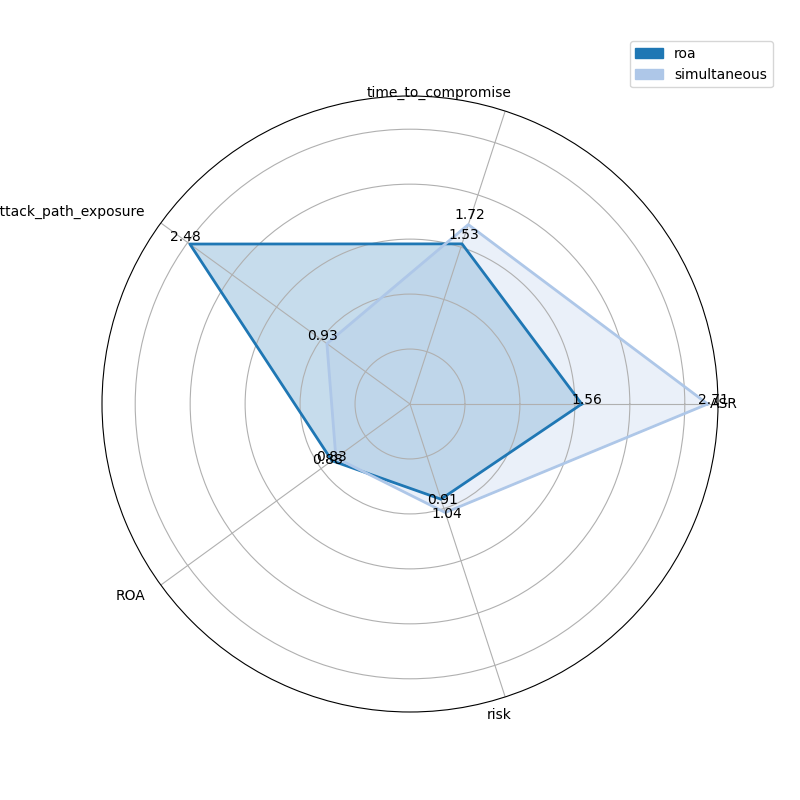 roa
simultaneous
time_to_compromise
ttack_path_exposure
1.72
1.53
2.48
0.93
1.56
2.71
ASR
0.83
0.88
0.91
1.04
ROA
risk